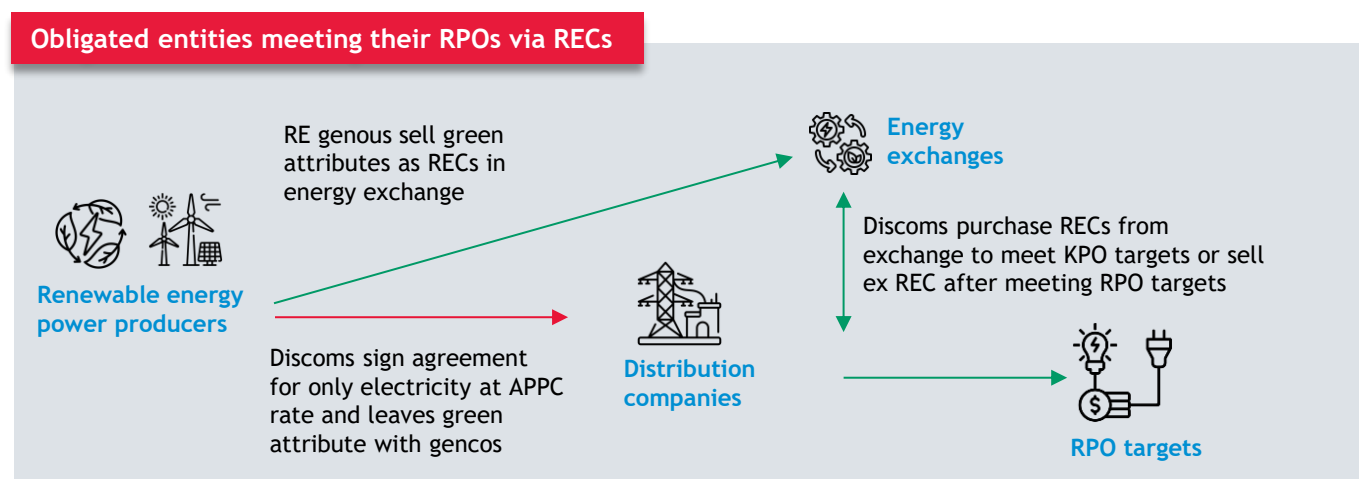 Obligated entities meeting their RPOs via RECs
RE genous sell green
attributes as RECs in
energy exchange
Energy
exchanges
Renewable energy
power producers
Discoms purchase RECs from
exchange to meet KPO targets or sell
ex REC after meeting RPO targets
Discoms sign agreement
for only electricity at APPC
rate and leaves green
attribute with gencos
Distribution
companies
RPO targets